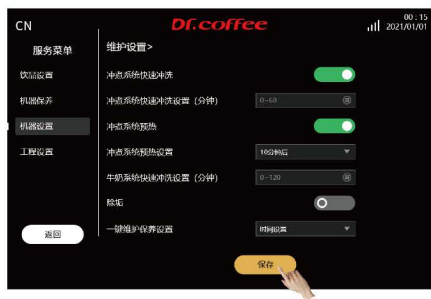 CN
Dr.coffee
00 : 15
2021/01/01
服务菜单
饮品设置
机器保养
机器设置
工程设置
返回
维护设置>
冲煮系统快速冲洗
冲煮系统快速冲洗设置（分钟）
0~60
冲煮系统预热
冲煮系统预热设置
10分钟后
牛奶系统快速冲洗设置（分钟）
0~120
除垢
一键维护保养设置
时间设置
保存